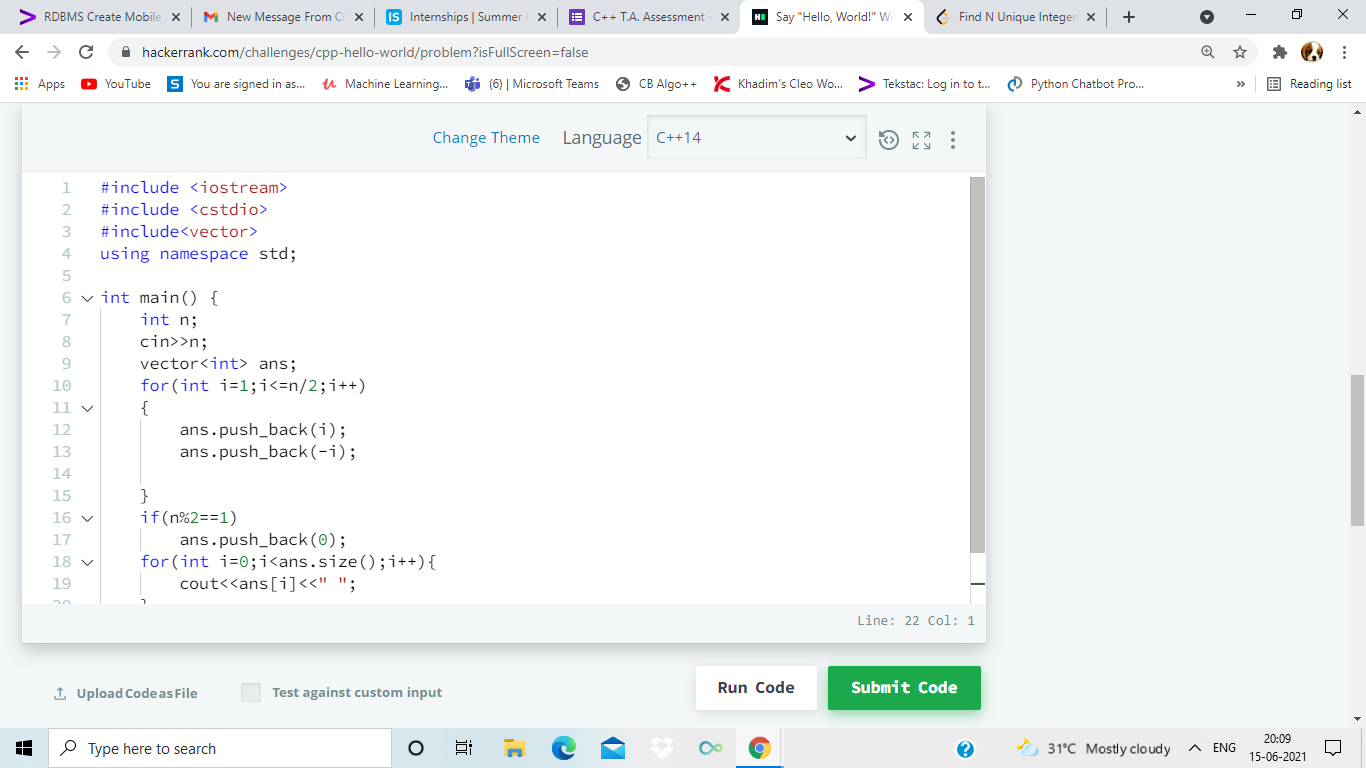 RDBMS Create Mobile
New Message From Ci
Internships | Summer
C++ T.A. Assessment
Say "Hello, World!" Wi
Find N Unique Integer
hackerrank.com/challenges/cpp-hello-world/problem?isFullScreen=false
Apps
YouTube
You are signed in as...
Machine Learning...
(6) | Microsoft Teams
CB Algo++
Khadim's Cleo Wo...
Tekstac: Log in to t...
Python Chatbot Pro...
»
Reading list
Change Theme
Language
C++14
1 #include <iostream>
2 #include <cstdio>
3 #include<vector>
4 using namespace std;
5
6 int main() {
7 int n;
8 cin>>n;
9 vector<int> ans;
10 for(int i=1;i<=n/2;i++)
11 {
12 ans.push_back(i);
13 ans.push_back(-i);
14
15 }
16 if(n%2==1)
17 ans.push_back(0);
18 for(int i=0;i<ans.size();i++){
19 cout<<ans[i]<<" ";
20 }
Line: 22 Col: 1
Upload Code as File
Test against custom input
Run Code
Submit Code
Type here to search
31°C Mostly cloudy
ENG
20:09
15-06-2021